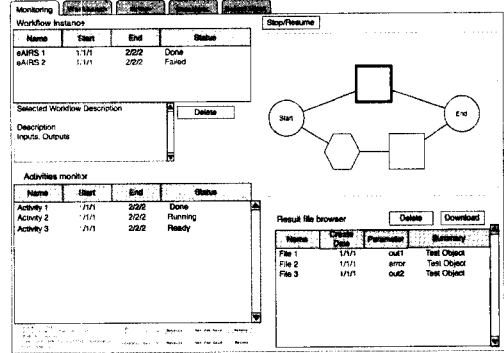 Monitoring
Workflow Instance
Name Start End Status
eAIRS 1 1/1/1 2/2/2 Done
eAIRS 2 1/1/1 2/2/2 Failed
Selected Workflow Description
Description
Inputs, Outputs
Delete
Stop/Resume
Start
End
Activities monitor
Name Start End Status
Activity 1 1/1/1 2/2/2 Done
Activity 2 1/1/1 2/2/2 Running
Activity 3 1/1/1 2/2/2 Ready
Result file browser Delete Download
Name Create Date Parameter Summary
File 1 1/1/1 out1 Test Object
File 2 1/1/1 error Test Object
File 3 1/1/1 out2 Test Object